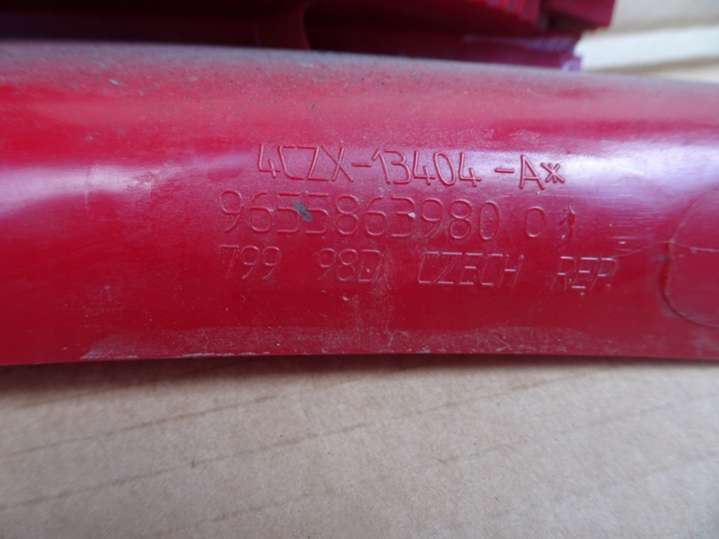 4CZX-13404-A*
9655863980 01
799 98D CZECH REP